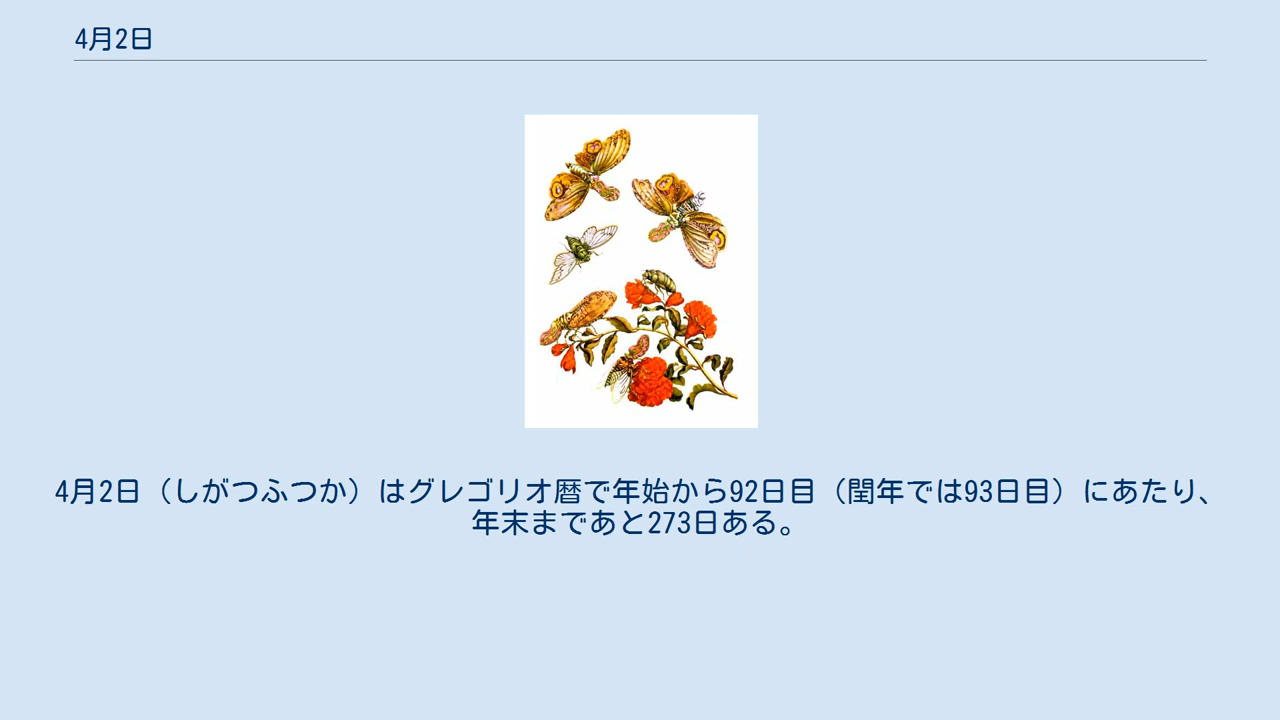 4月2日
4月2日（しがつふつか）はグレゴリオ暦で年始から92日目（閏年では93日目）にあたり、
年末まであと273日ある。